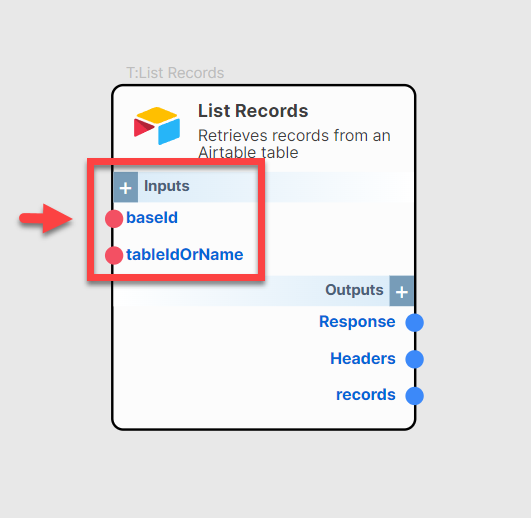 T:List Records
List Records
Retrieves records from an
Airtable table
+ Inputs
baseId
tableIdOrName
Outputs +
Response
Headers
records